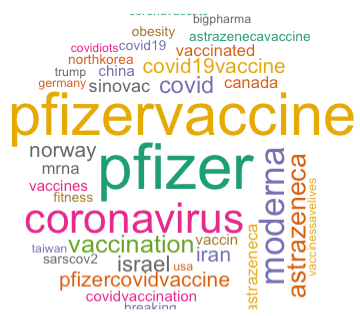 coronavaccine
bigpharma
obesity
astrazenecavaccine
covidiots
covid19
vaccinated
northkorea
covid19vaccine
trump
china
germany
sinovac
covid
canada
pfizervaccine
norway
pfizer
mrna
vaccines
fitness
coronavirus
moderna
astrazeneca
vaccinessavelives
vaccination
vaccin
taiwan
iran
sarscov2
israel
usa
astrazeneca
pfizercovidvaccine
covidvaccination
breaking